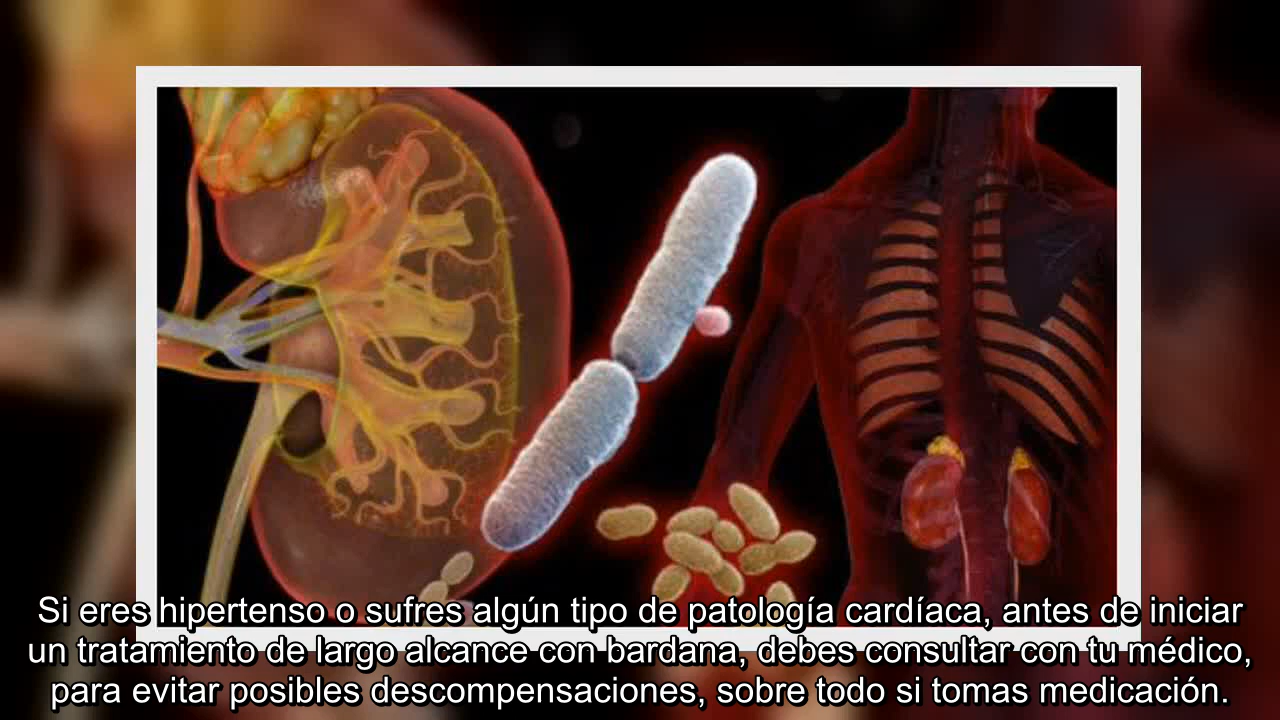 Si eres hipertenso o sufres algún tipo de patología cardíaca, antes de iniciar
un tratamiento de largo alcance con bardana, debes consultar con tu médico,
para evitar posibles descompensaciones, sobre todo si tomas medicación.